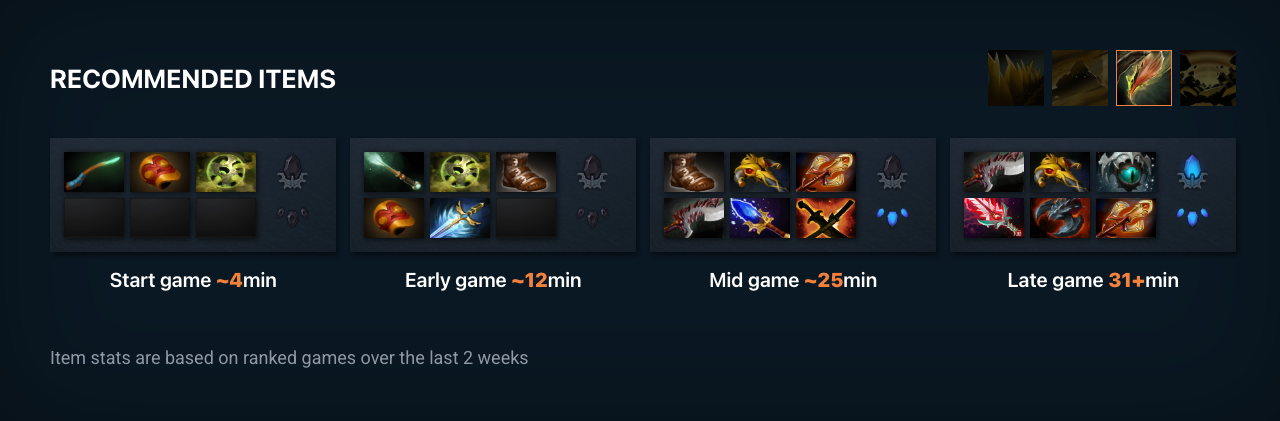 RECOMMENDED ITEMS
Start game ~4min
Early game ~12min
Mid game ~25min
Late game 31+min
Item stats are based on ranked games over the last 2 weeks